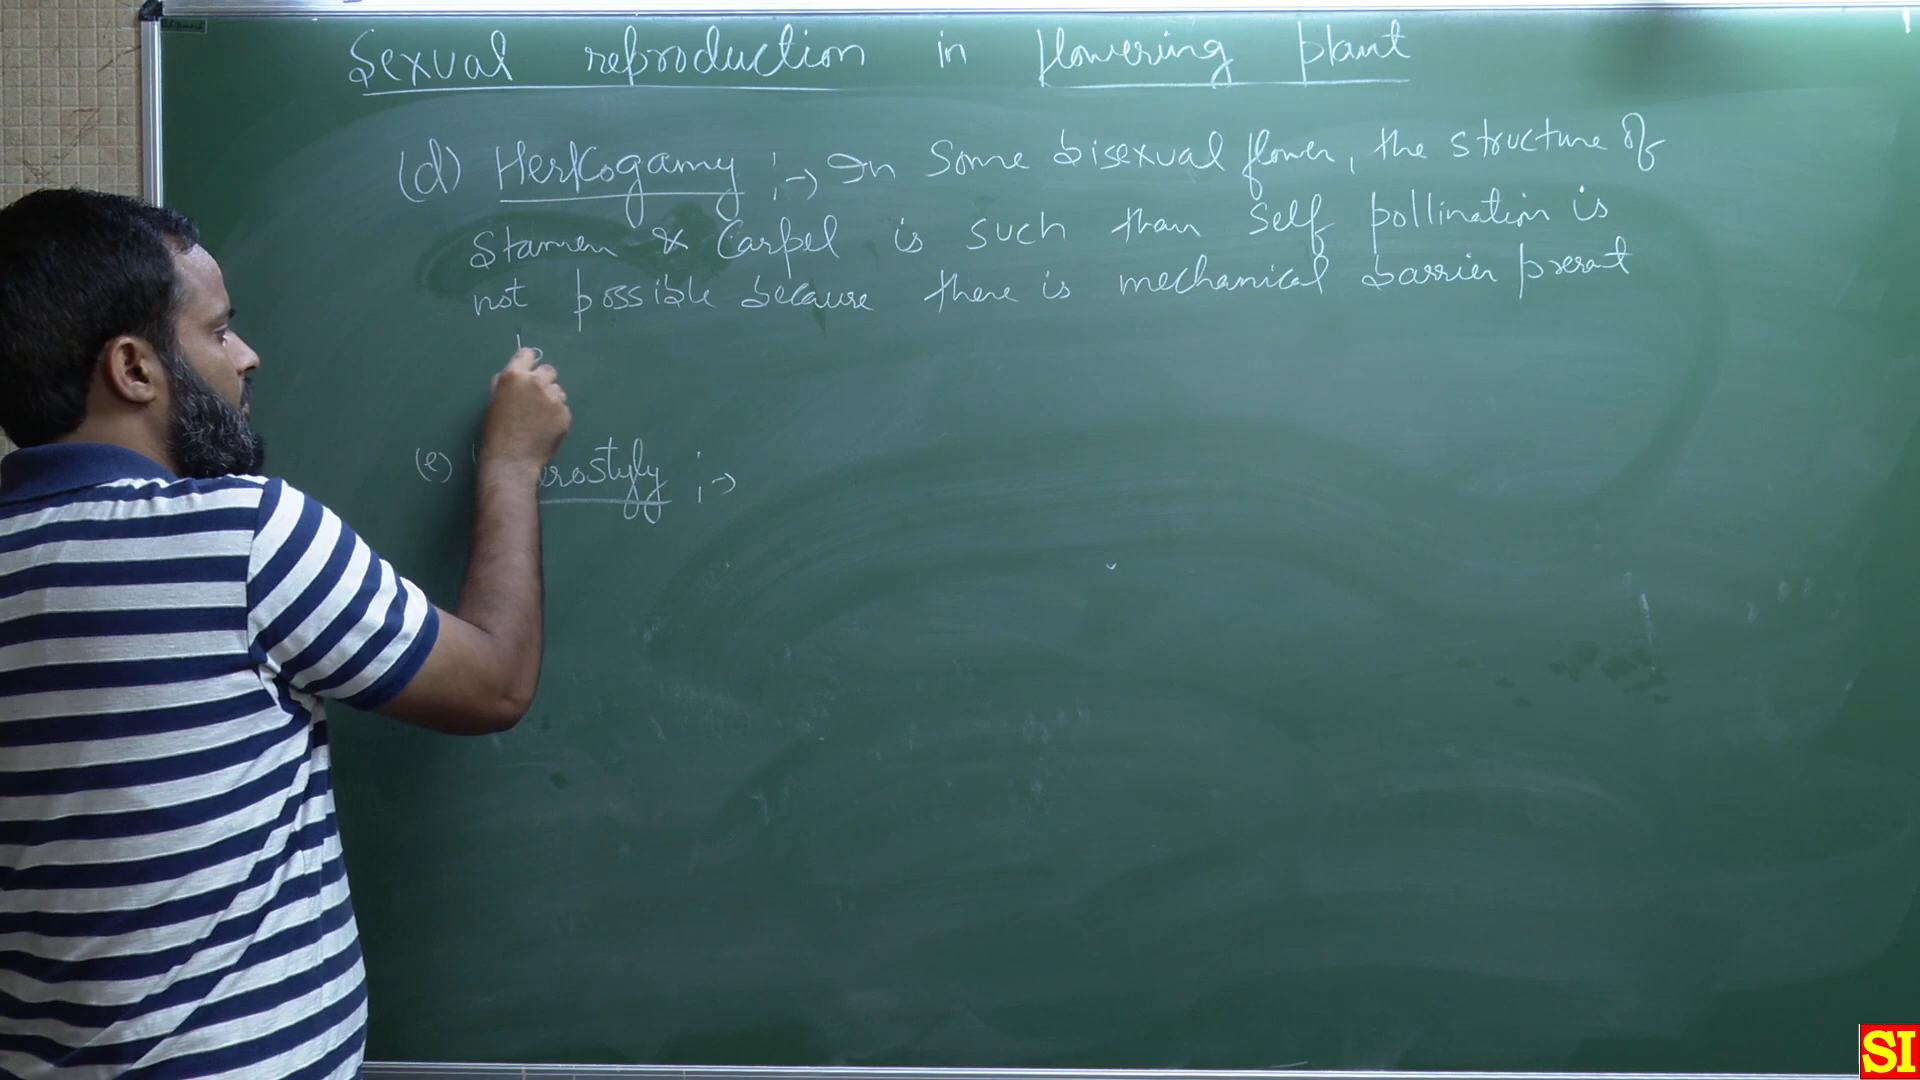 Sexual reproduction in flowering plant
(d) Herkogamy :-> In Some bisexual flower, the structure of
Stamen & Carpel is such than Self pollination is
not possible because there is mechanical barrier present
(e) :->
SI